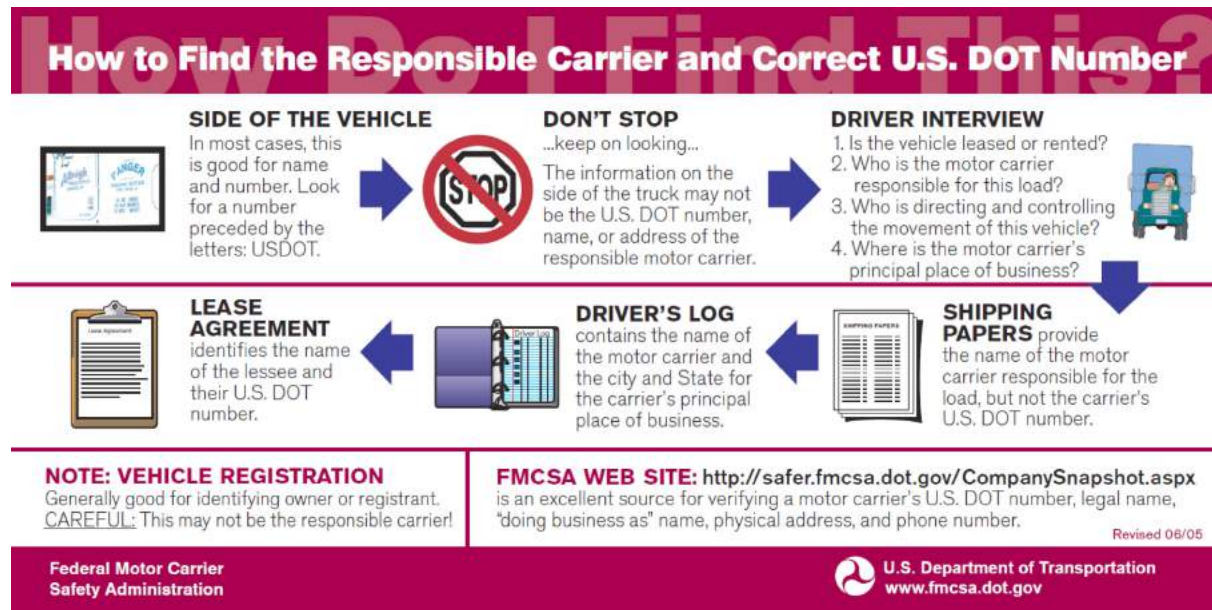 How Do I Find This?
How to Find the Responsible Carrier and Correct U.S. DOT Number
SIDE OF THE VEHICLE
In most cases, this
is good for name
and number. Look
for a number
preceded by the
letters: USDOT.
STOP
DON'T STOP
...keep on looking...
The information on the
side of the truck may not
be the U.S. DOT number,
name, or address of the
responsible motor carrier.
DRIVER INTERVIEW
1. Is the vehicle leased or rented?
2. Who is the motor carrier
responsible for this load?
3. Who is directing and controlling
the movement of this vehicle?
4. Where is the motor carrier's
principal place of business?
SHIPPING PAPERS
SHIPPING
PAPERS provide
the name of the motor
carrier responsible for the
load, but not the carrier's
U.S. DOT number.
Driver Log
DRIVER'S LOG
contains the name of
the motor carrier and
the city and State for
the carrier's principal
place of business.
Lease Agreement
LEASE
AGREEMENT
identifies the name
of the lessee and
their U.S. DOT
number.
NOTE: VEHICLE REGISTRATION
Generally good for identifying owner or registrant.
CAREFUL: This may not be the responsible carrier!
FMCSA WEB SITE: http://safer.fmcsa.dot.gov/CompanySnapshot.aspx
is an excellent source for verifying a motor carrier's U.S. DOT number, legal name,
"doing business as" name, physical address, and phone number.
Revised 06/05
Federal Motor Carrier
Safety Administration
U.S. Department of Transportation
www.fmcsa.dot.gov